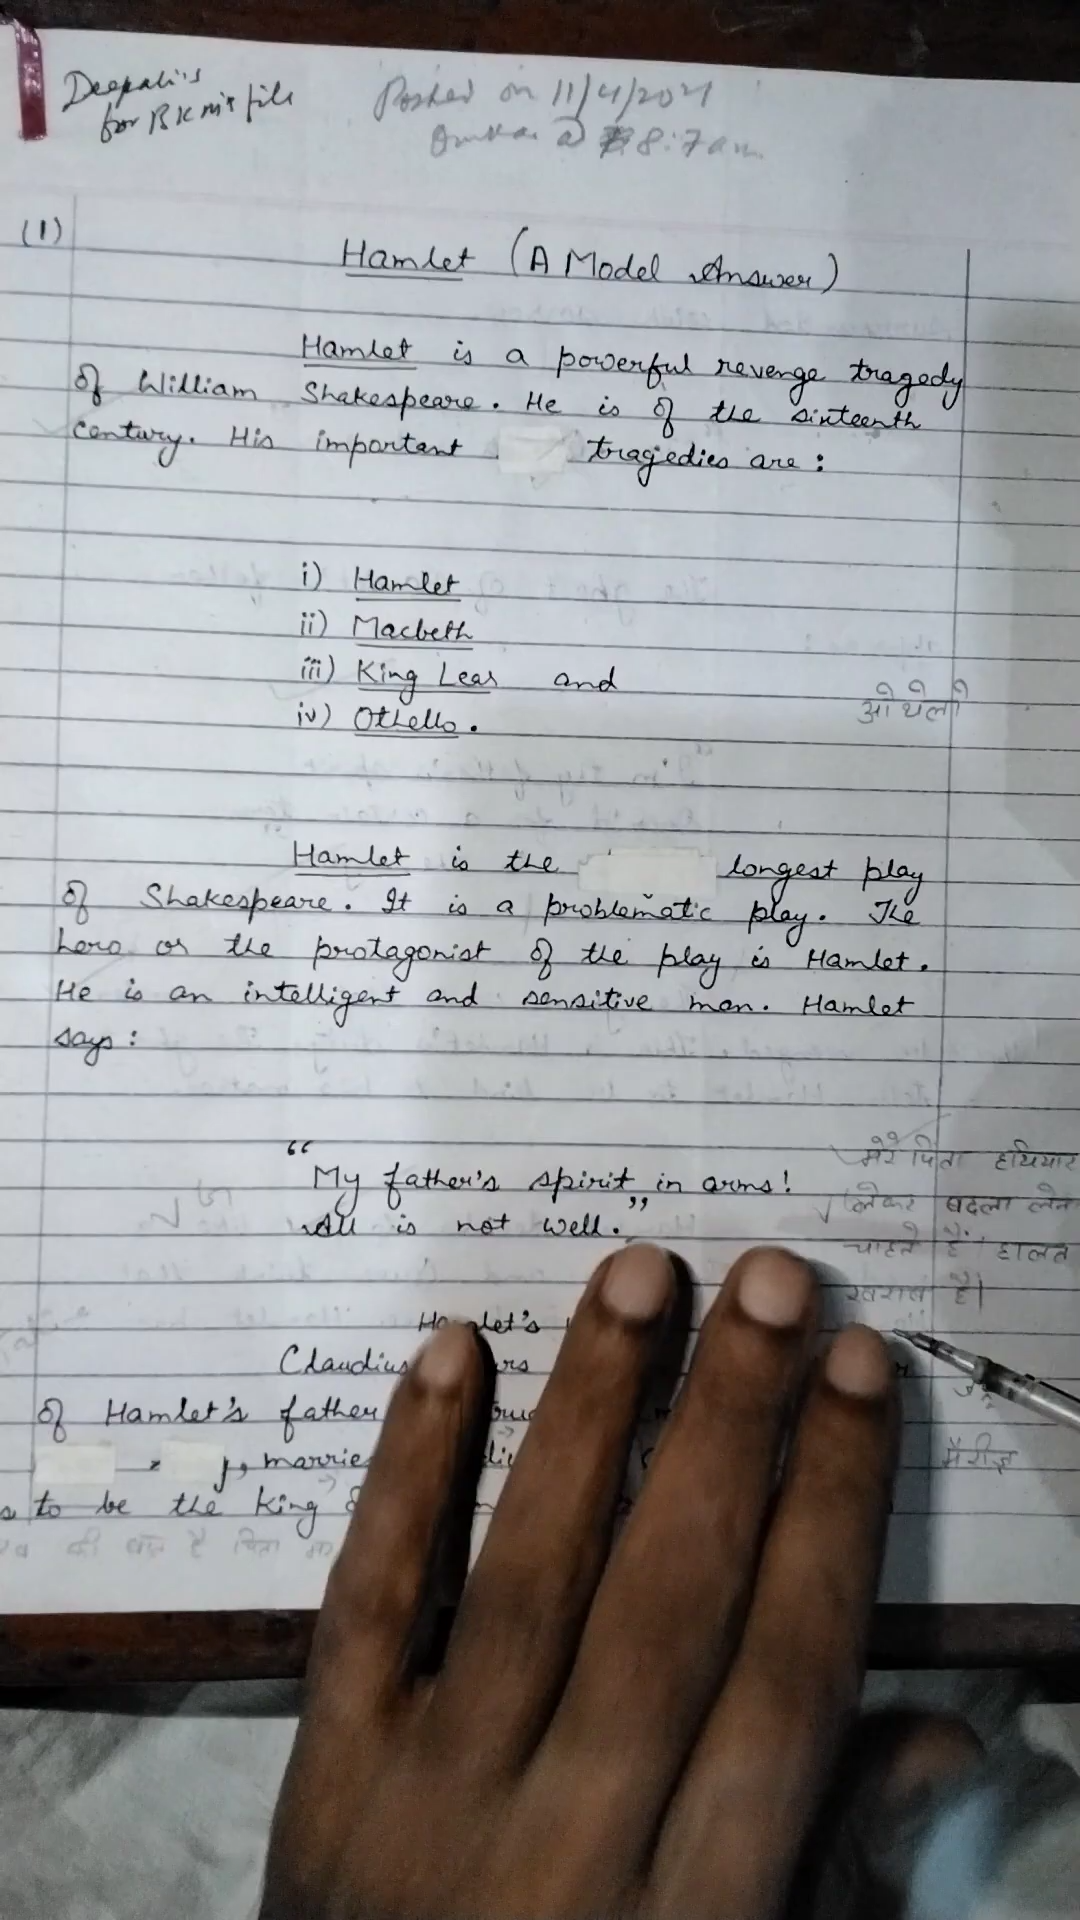 Deepali's
for BK mix file
Posted on 11/4/2021
@ 8:7am
(1)
Hamlet (A Model Answer)
Hamlet is a powerful revenge tragedy
of William Shakespeare. He is of the sixteenth
century. His important tragedies are:
i) Hamlet
ii) Macbeth
iii) King Lear and
iv) Othello.
ओथेलो
Hamlet is the longest play
of Shakespeare. It is a problematic play. The
hero or the protagonist of the play is Hamlet.
He is an intelligent and sensitive man. Hamlet
says:
"My father's spirit in arms!
All is not well."
मेरे पिता हथियार
लेकर बदला लेना
चाहते हैं, हालत
खराब है।
Hamlet's
Claudius
of Hamlet's father
, married
मैरीज़
to be the King